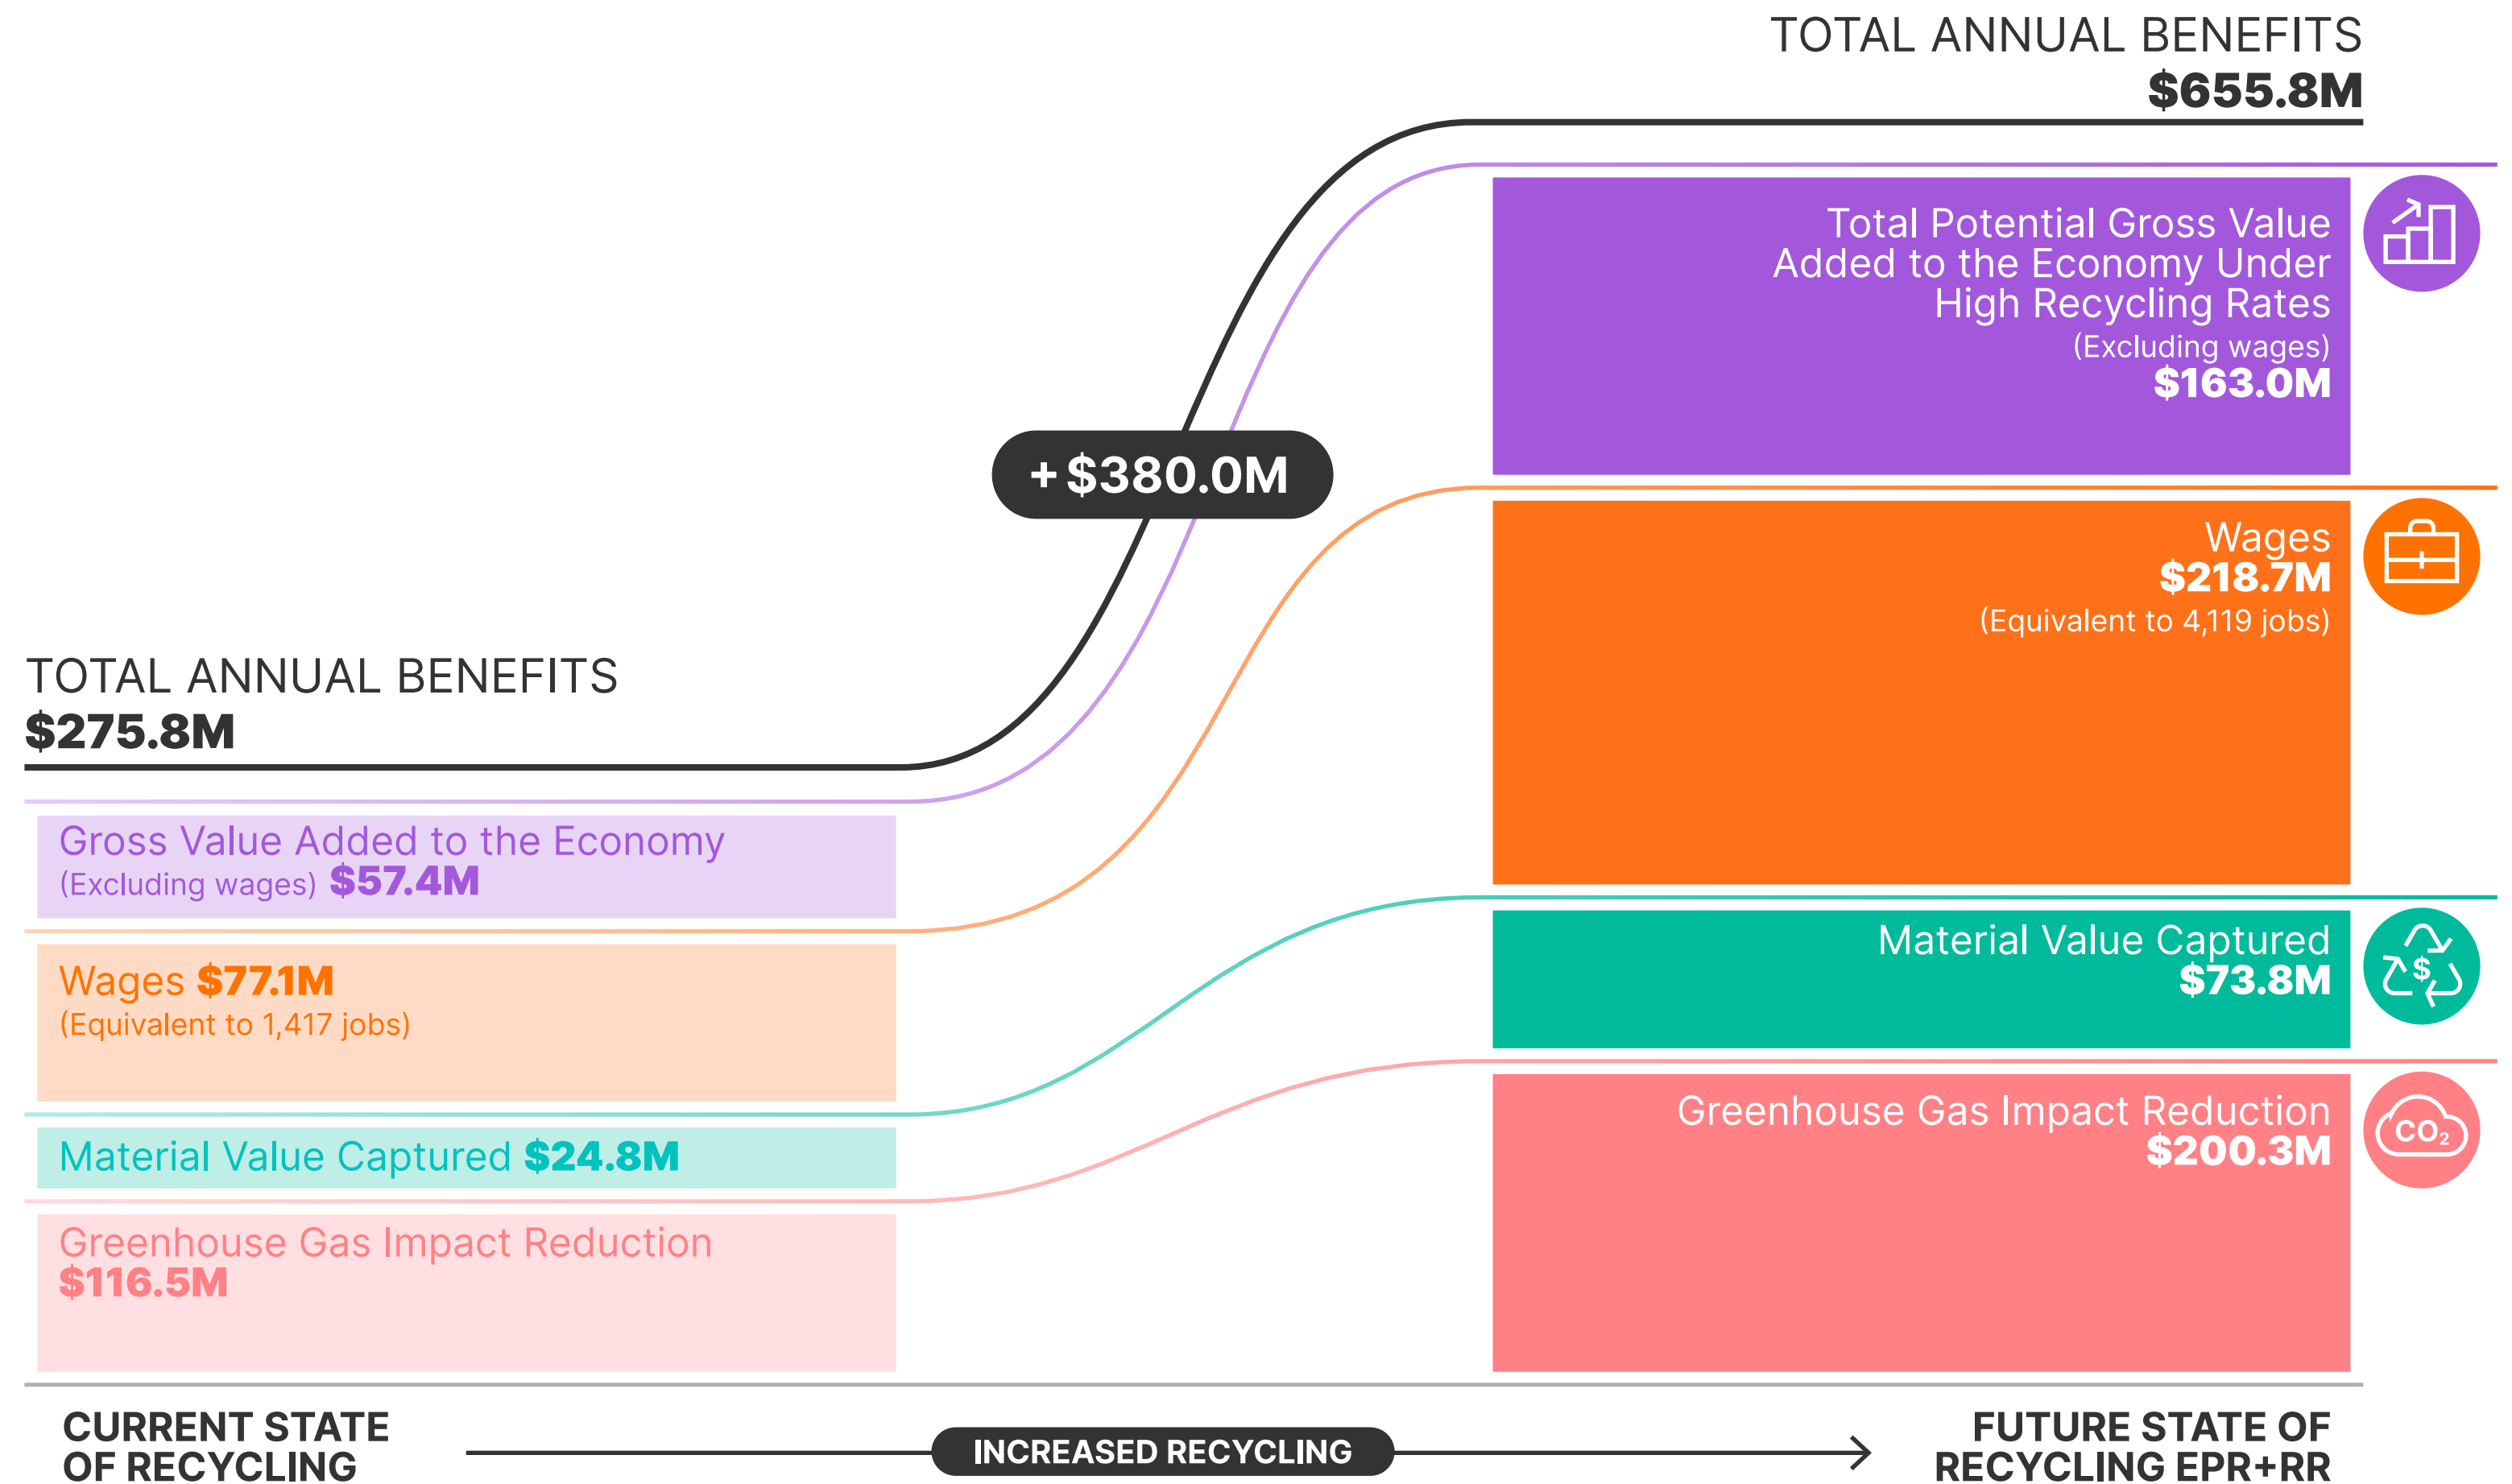 TOTAL ANNUAL BENEFITS
$655.8M
Total Potential Gross Value
Added to the Economy Under
High Recycling Rates
(Excluding wages)
$163.0M
+$380.0M
Wages
$218.7M
(Equivalent to 4,119 jobs)
TOTAL ANNUAL BENEFITS
$275.8M
Gross Value Added to the Economy
(Excluding wages) $57.4M
Wages $77.1M
(Equivalent to 1,417 jobs)
Material Value Captured
$73.8M
$
Material Value Captured $24.8M
Greenhouse Gas Impact Reduction
$200.3M
CO₂
Greenhouse Gas Impact Reduction
$116.5M
CURRENT STATE
OF RECYCLING
INCREASED RECYCLING
FUTURE STATE OF
RECYCLING EPR+RR